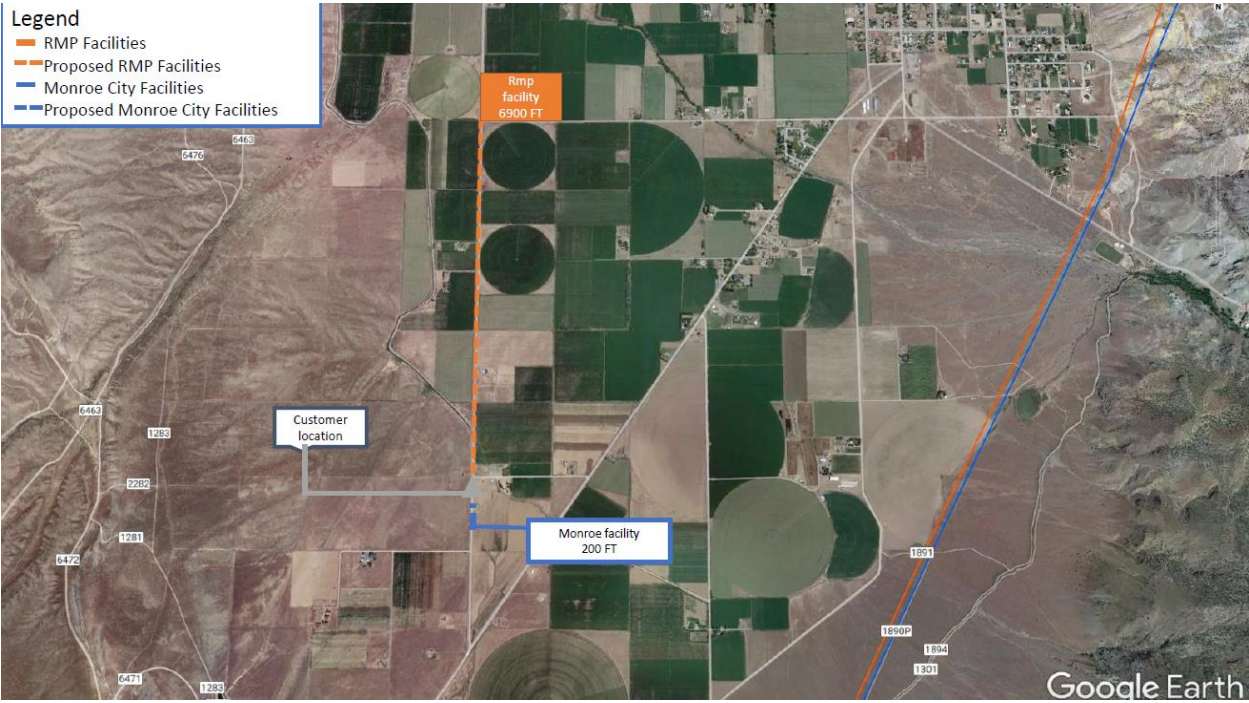 Legend
RMP Facilities
Proposed RMP Facilities
Monroe City Facilities
Proposed Monroe City Facilities
N
Rmp
facility
6900 FT
6463
6476
6463
1283
Customer
location
2282
1281
6472
Monroe facility
200 FT
1891
1890P
1894
1301
6471
1283
Google Earth